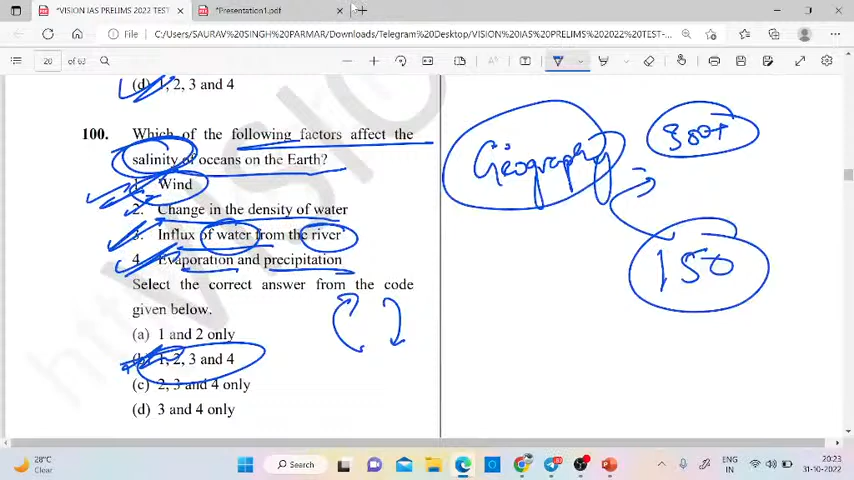 *VISION IAS PRELIMS 2022 TEST
*Presentation1.pdf
File
C:/Users/SAURAV%20SINGH%20PARMAR/Downloads/Telegram%20Desktop/VISION%20IAS%20PRELIMS%202022%20TEST-...
20 of 63
(d) 1, 2, 3 and 4
100. Which of the following factors affect the
salinity of oceans on the Earth?
1. Wind
2. Change in the density of water
3. Influx of water from the river
4. Evaporation and precipitation
Select the correct answer from the code
given below.
(a) 1 and 2 only
(b) 1, 2, 3 and 4
(c) 2, 3 and 4 only
(d) 3 and 4 only
Geography
300+
150
28°C
Clear
Search
ENG
IN
20:23
31-10-2022